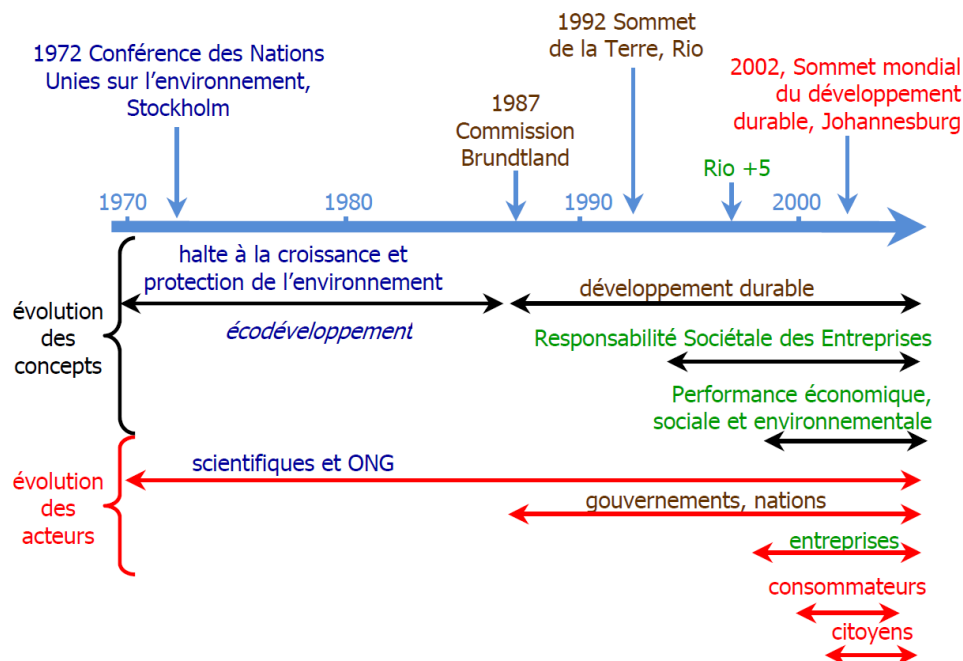 1992 Sommet
de la Terre, Rio
1972 Conférence des Nations
Unies sur l’environnement,
Stockholm
2002, Sommet mondial
du développement
durable, Johannesburg
1987
Commission
Brundtland
Rio +5
1970
1980
1990
2000
évolution
des
concepts
halte à la croissance et
protection de l’environnement
écodéveloppement
développement durable
Responsabilité Sociétale des Entreprises
Performance économique,
sociale et environnementale
évolution
des
acteurs
scientifiques et ONG
gouvernements, nations
entreprises
consommateurs
citoyens